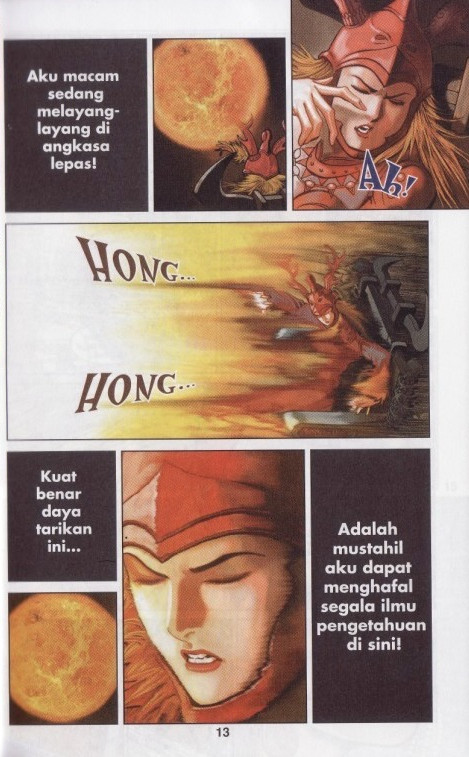 Aku macam
sedang
melayang-
layang di
angkasa
lepas!
Ah!
HONG...
HONG...
Kuat
benar
daya
tarikan
ini...
Adalah
mustahil
aku dapat
menghafal
segala ilmu
pengetahuan
di sini!
13